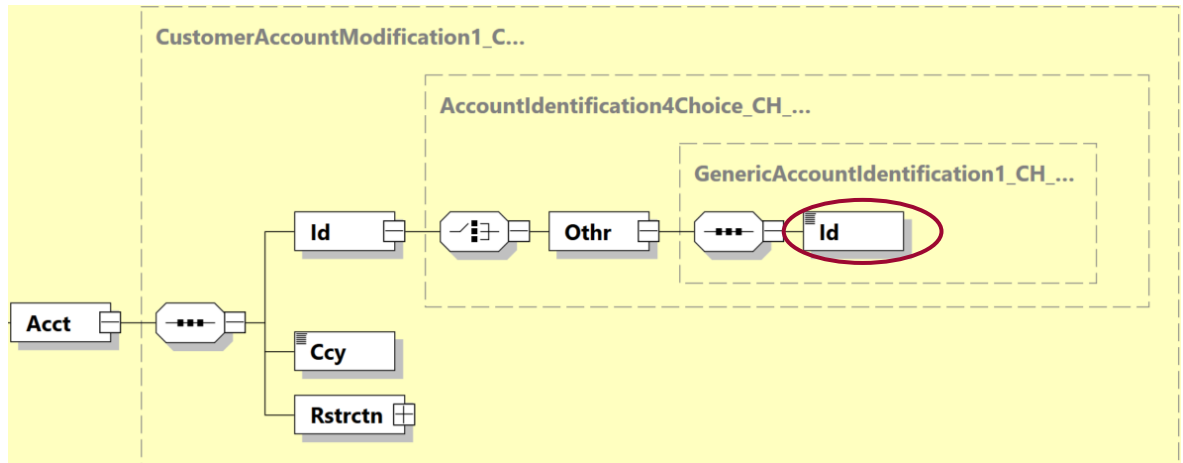 CustomerAccountModification1_C...
AccountIdentification4Choice_CH_...
GenericAccountIdentification1_CH_...
Id
Othr
Id
Acct
Ccy
Rstrctn